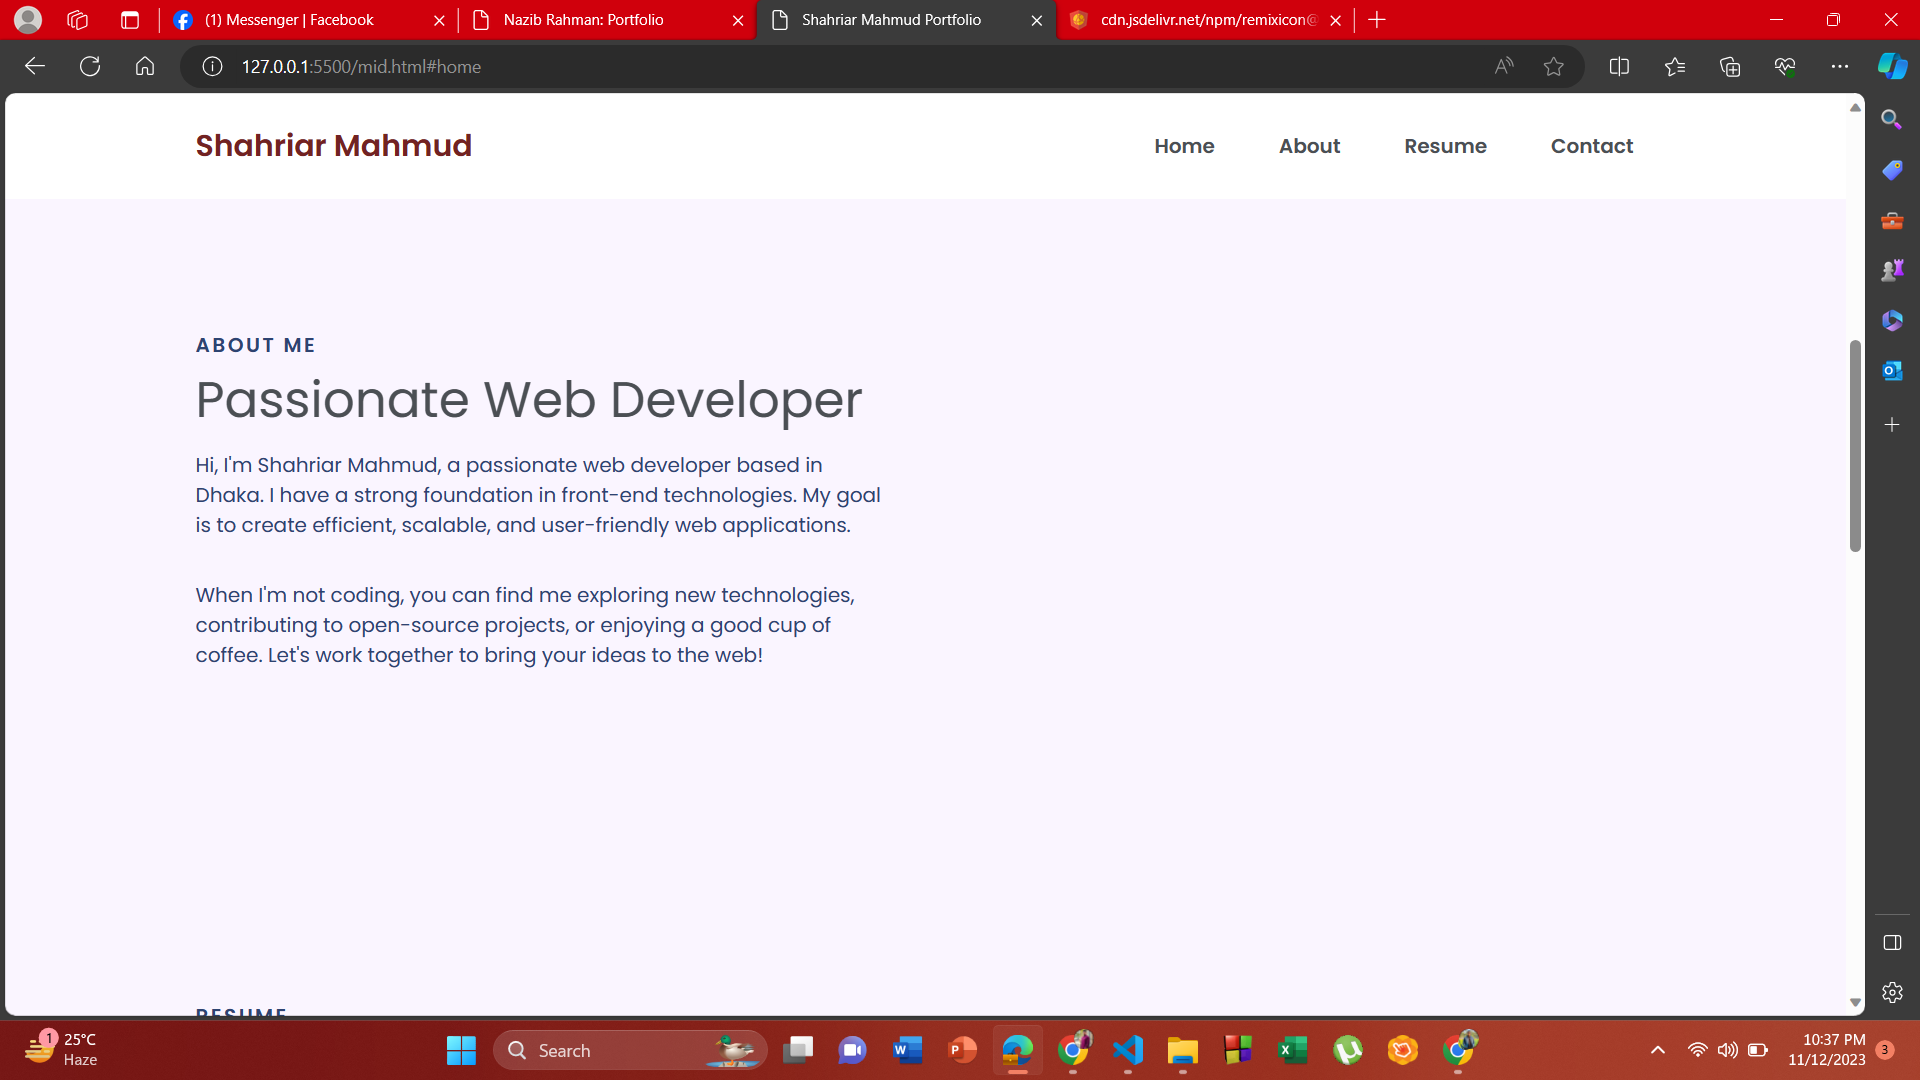 (1) Messenger | Facebook
Nazib Rahman: Portfolio
Shahriar Mahmud Portfolio
cdn.jsdelivr.net/npm/remixicon@
127.0.0.1:5500/mid.html#home
Shahriar Mahmud
Home
About
Resume
Contact
ABOUT ME
Passionate Web Developer
Hi, I'm Shahriar Mahmud, a passionate web developer based in
Dhaka. I have a strong foundation in front-end technologies. My goal
is to create efficient, scalable, and user-friendly web applications.
When I'm not coding, you can find me exploring new technologies,
contributing to open-source projects, or enjoying a good cup of
coffee. Let's work together to bring your ideas to the web!
RESUME
1
25°C
Haze
Search
10:37 PM
11/12/2023
3